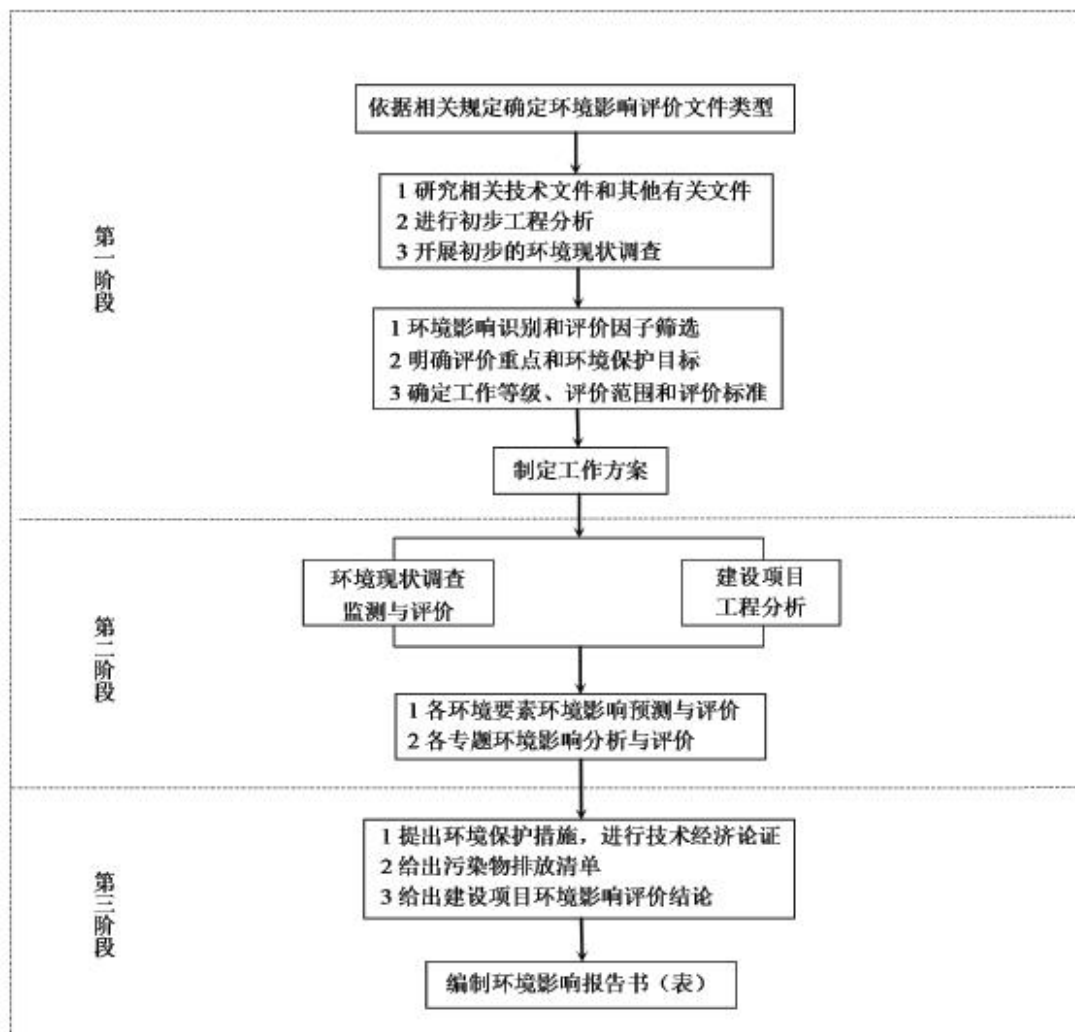 依据相关规定确定环境影响评价文件类型
1 研究相关技术文件和其他有关文件
2 进行初步工程分析
3 开展初步的环境现状调查
第一阶段
1 环境影响识别和评价因子筛选
2 明确评价重点和环境保护目标
3 确定工作等级、评价范围和评价标准
制定工作方案
第二阶段
环境现状调查
监测与评价
建设项目
工程分析
1 各环境要素环境影响预测与评价
2 各专题环境影响分析与评价
第三阶段
1 提出环境保护措施，进行技术经济论证
2 给出污染物排放清单
3 给出建设项目环境影响评价结论
编制环境影响报告书（表）